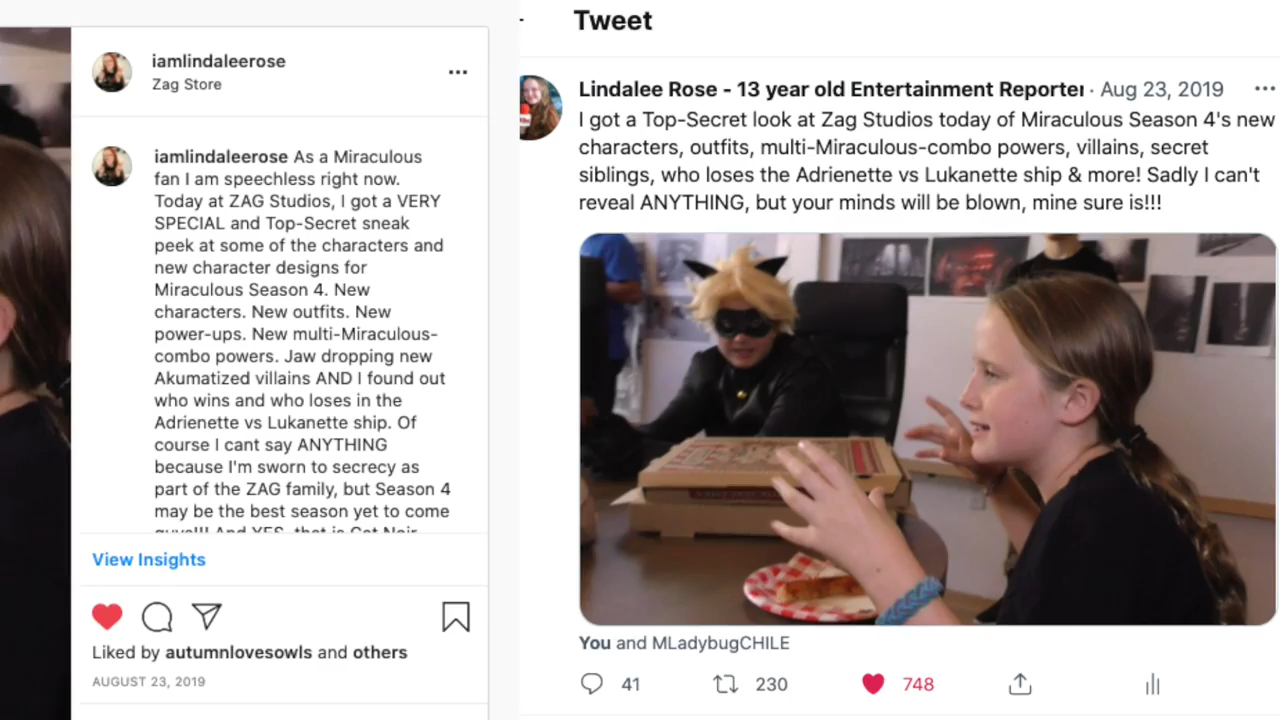 iamlindaleerose
Zag Store
iamlindaleerose As a Miraculous
fan I am speechless right now.
Today at ZAG Studios, I got a VERY
SPECIAL and Top-Secret sneak
peek at some of the characters and
new character designs for
Miraculous Season 4. New
characters. New outfits. New
power-ups. New multi-Miraculous-
combo powers. Jaw dropping new
Akumatized villains AND I found out
who wins and who loses in the
Adrienette vs Lukanette ship. Of
course I cant say ANYTHING
because I'm sworn to secrecy as
part of the ZAG family, but Season 4
may be the best season yet to come
guys!!! And YES, that is Cat Noir
View Insights
Liked by autumnlovesowls and others
AUGUST 23, 2019
Tweet
Lindalee Rose - 13 year old Entertainment Reporter · Aug 23, 2019
I got a Top-Secret look at Zag Studios today of Miraculous Season 4's new
characters, outfits, multi-Miraculous-combo powers, villains, secret
siblings, who loses the Adrienette vs Lukanette ship & more! Sadly I can't
reveal ANYTHING, but your minds will be blown, mine sure is!!!
You and MLadybugCHILE
41 230 748